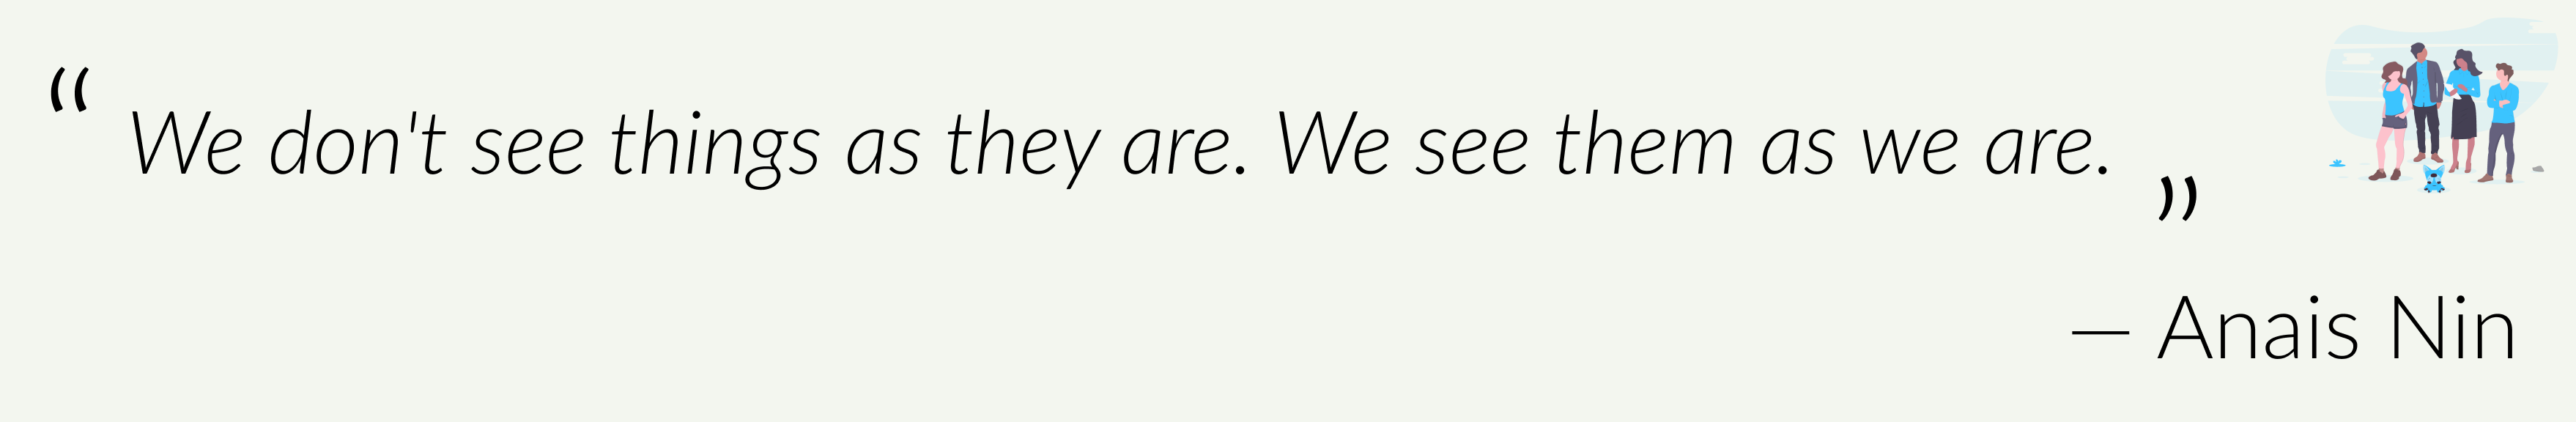 “ We don't see things as they are. We see them as we are. ”
— Anais Nin